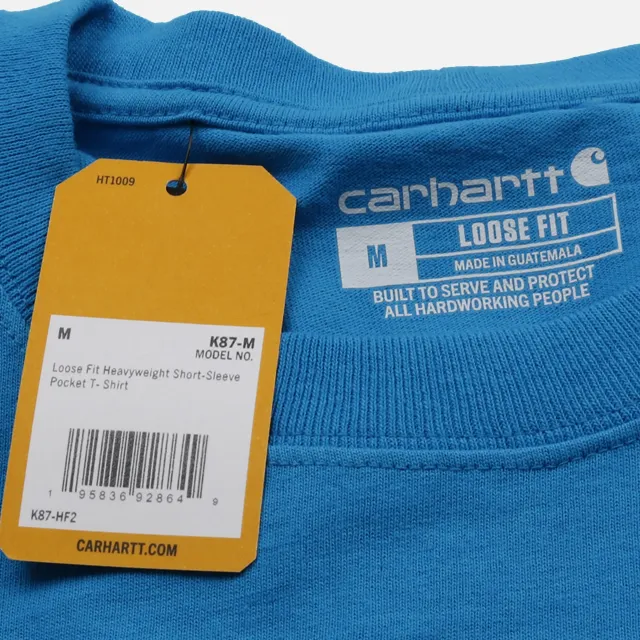 HT1009
M
K87-M
MODEL NO.
Loose Fit Heavyweight Short-Sleeve
Pocket T- Shirt
1 95836 92864 9
K87-HF2
CARHARTT.COM
carhartt
M
LOOSE FIT
MADE IN GUATEMALA
BUILT TO SERVE AND PROTECT
ALL HARDWORKING PEOPLE